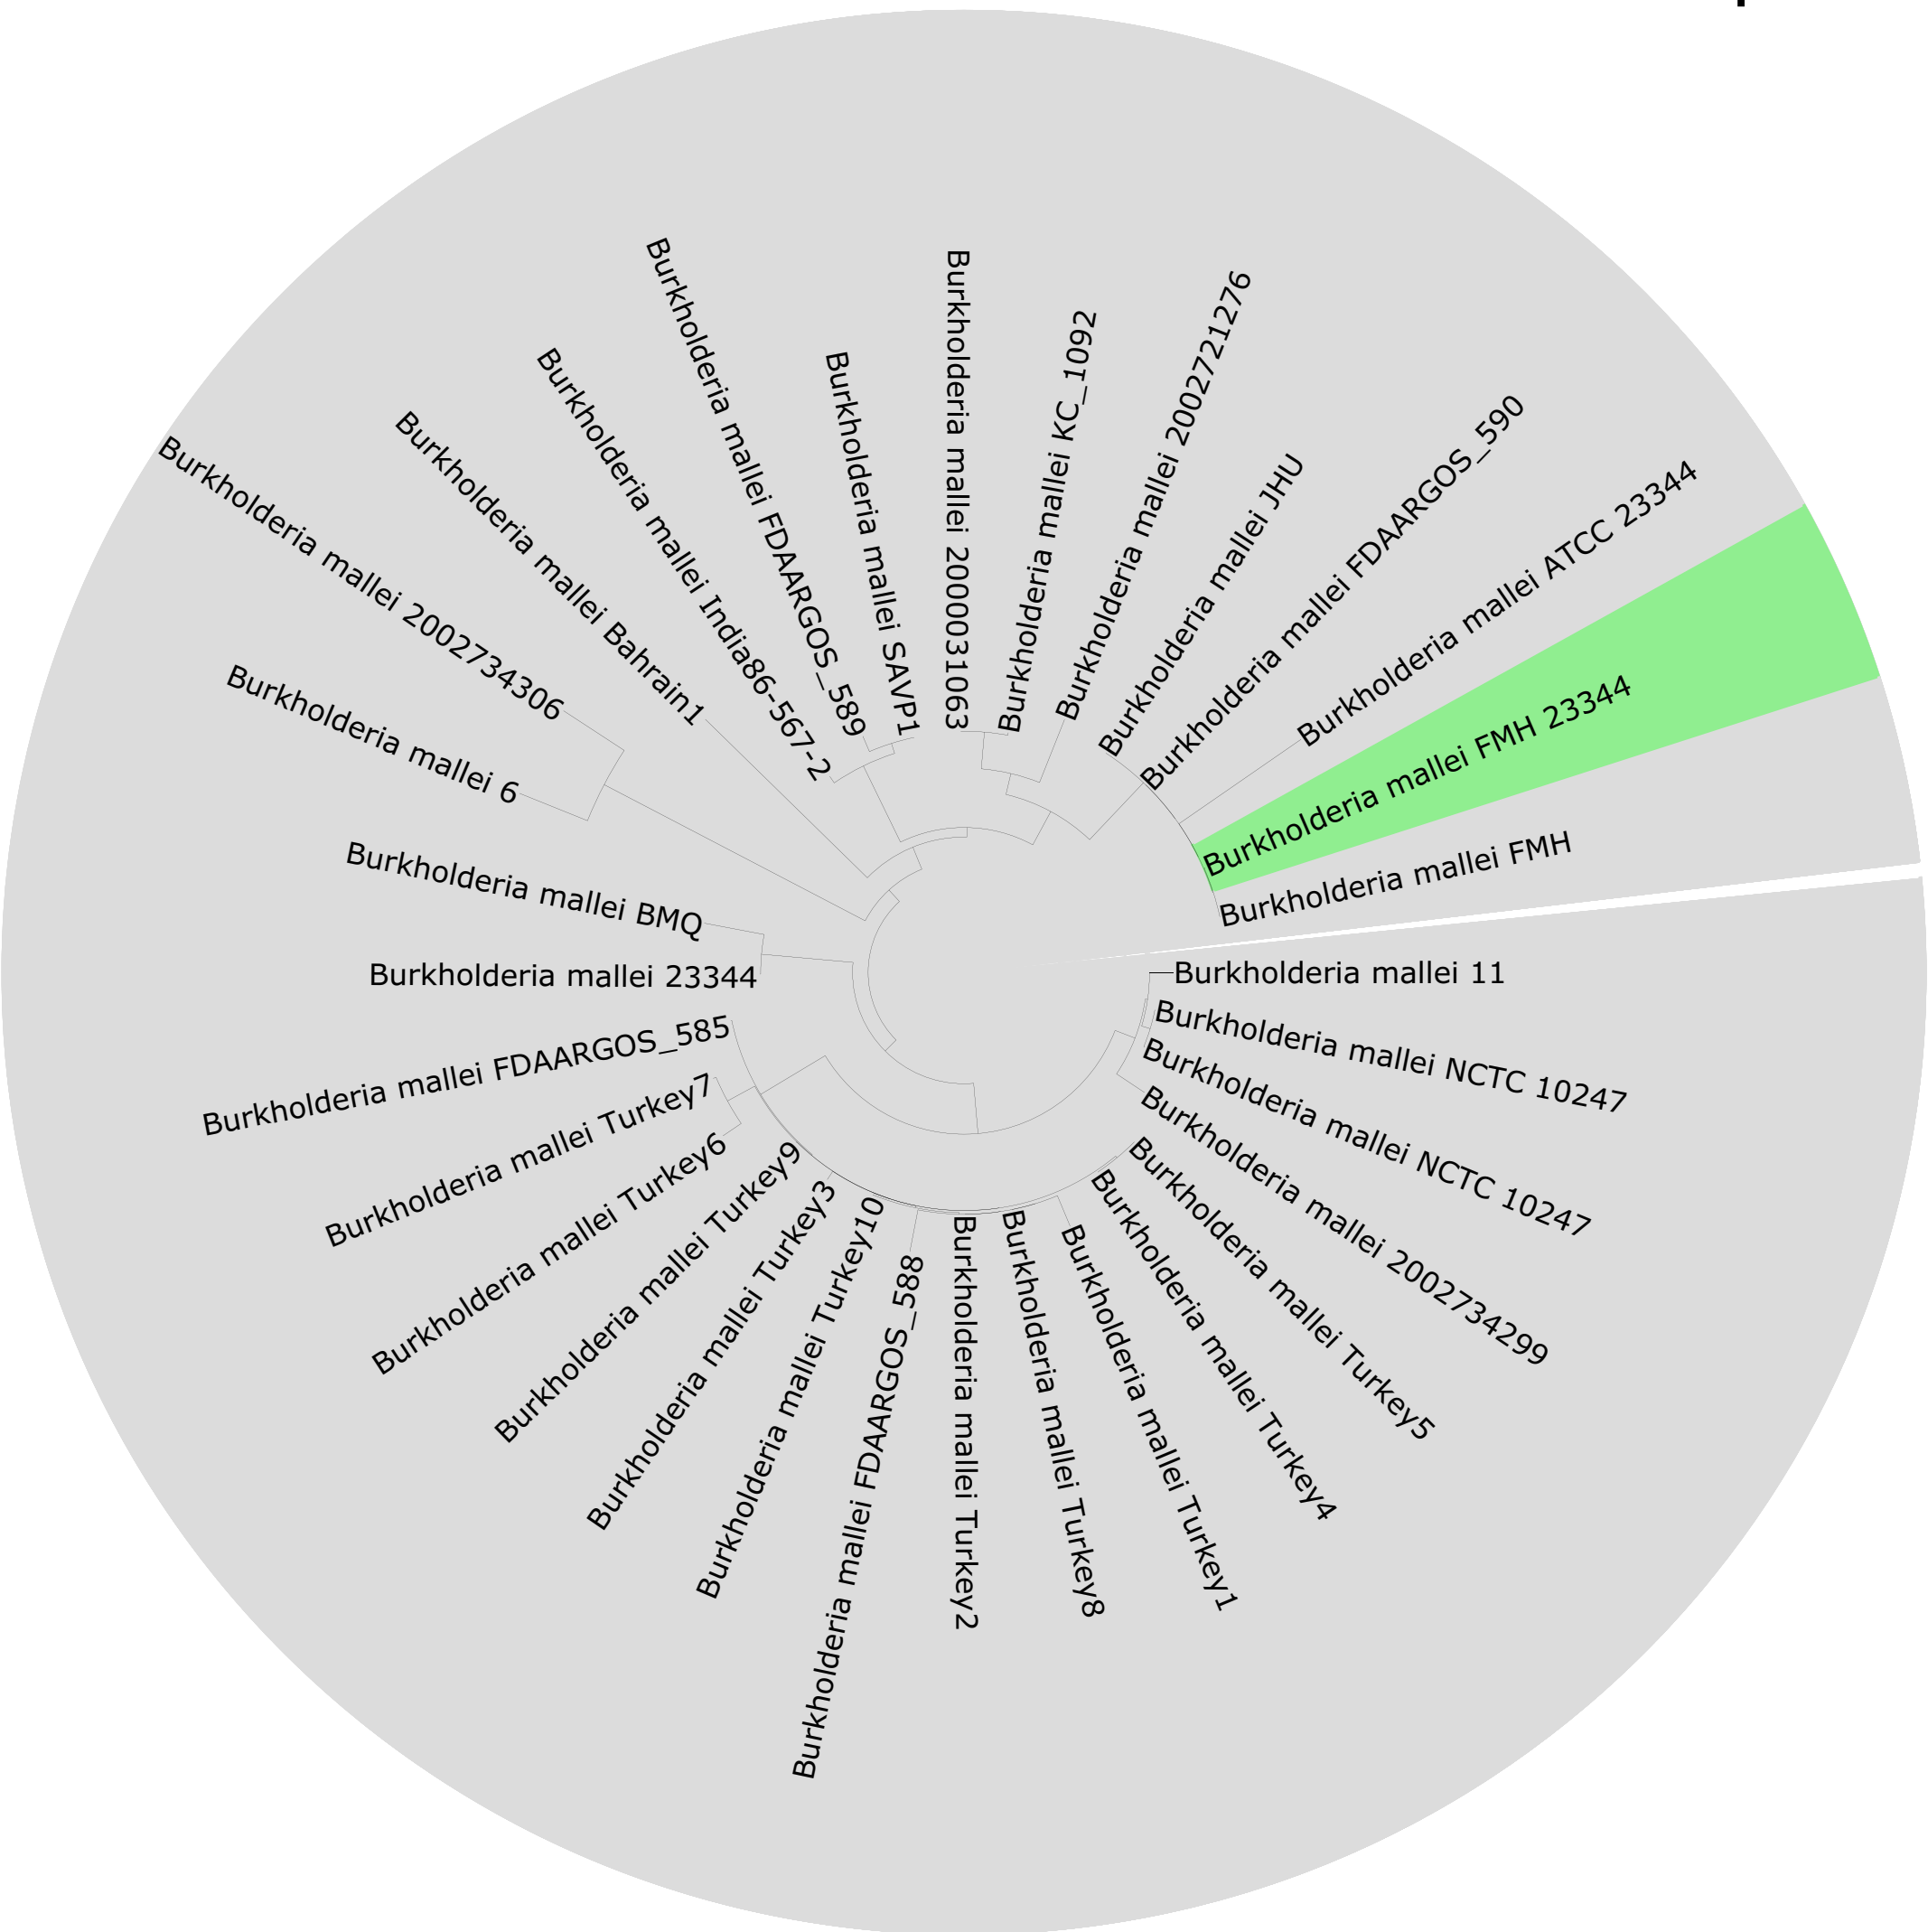 Burkholderia mallei 2000031063
Burkholderia mallei KC_1092
Burkholderia mallei 2002721276
Burkholderia mallei JHU
Burkholderia mallei FDAARGOS_590
Burkholderia mallei ATCC 23344
Burkholderia mallei FMH 23344
Burkholderia mallei FMH
Burkholderia mallei 11
Burkholderia mallei NCTC 10247
Burkholderia mallei NCTC 10247
Burkholderia mallei 2002734299
Burkholderia mallei Turkey5
Burkholderia mallei Turkey4
Burkholderia mallei Turkey1
Burkholderia mallei Turkey8
Burkholderia mallei Turkey2
Burkholderia mallei FDAARGOS_588
Burkholderia mallei Turkey10
Burkholderia mallei Turkey3
Burkholderia mallei Turkey9
Burkholderia mallei Turkey6
Burkholderia mallei Turkey7
Burkholderia mallei FDAARGOS_585
Burkholderia mallei 23344
Burkholderia mallei BMQ
Burkholderia mallei 6
Burkholderia mallei 2002734306
Burkholderia mallei Bahrain1
Burkholderia mallei India86-567-2
Burkholderia mallei FDAARGOS_589
Burkholderia mallei SAVP1